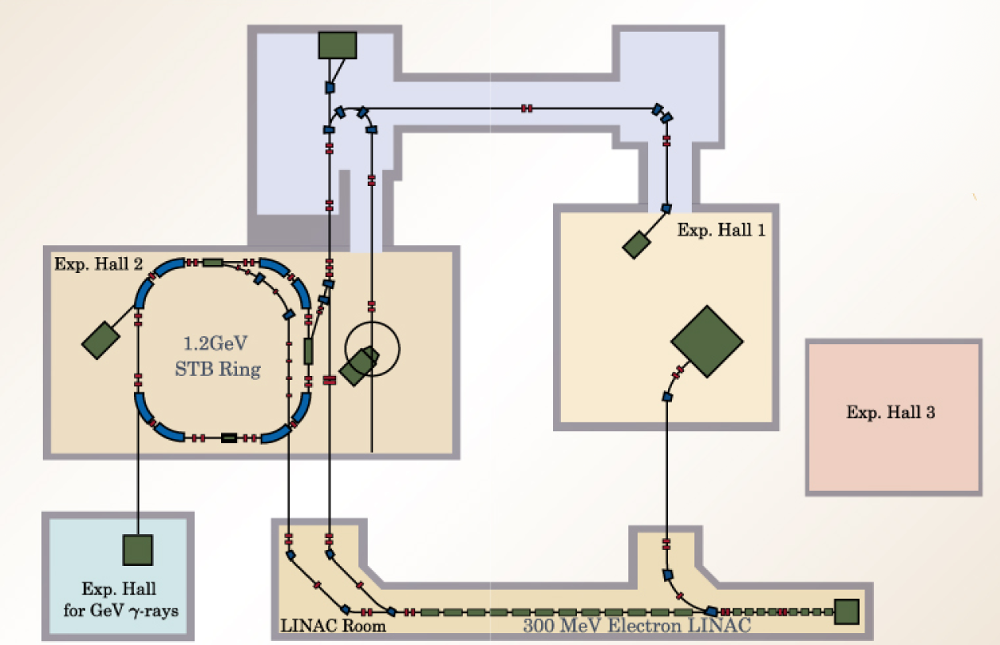 Exp. Hall 1
Exp. Hall 2
1.2GeV
STB Ring
Exp. Hall 3
Exp. Hall
for GeV γ-rays
LINAC Room
300 MeV Electron LINAC